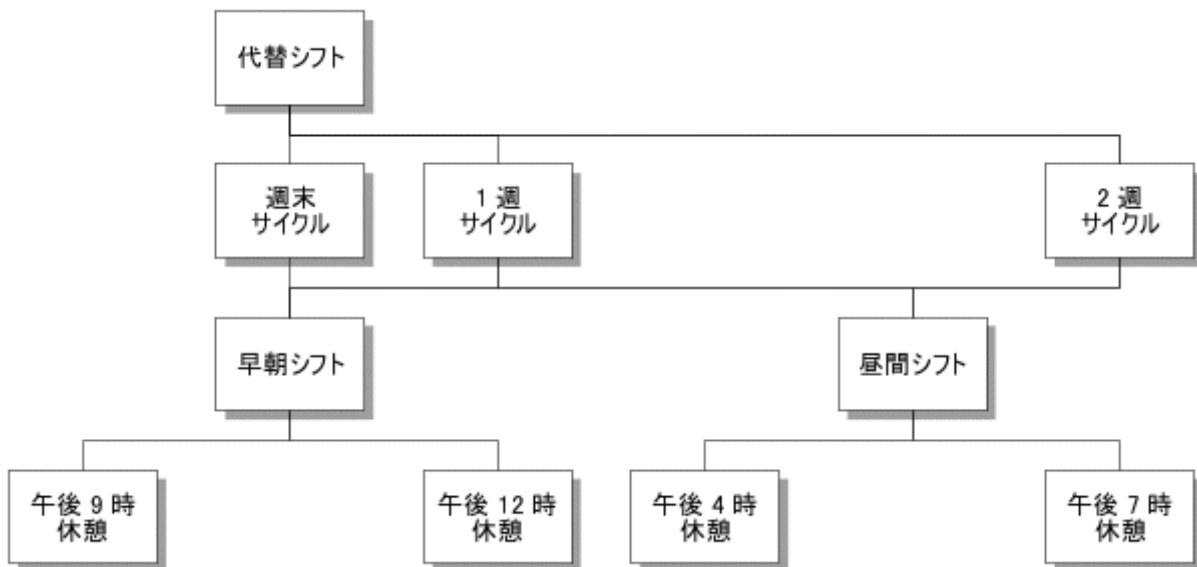 代替シフト
週末
サイクル
1 週
サイクル
2 週
サイクル
早朝シフト
昼間シフト
午後 9 時
休憩
午後 12 時
休憩
午後 4 時
休憩
午後 7 時
休憩